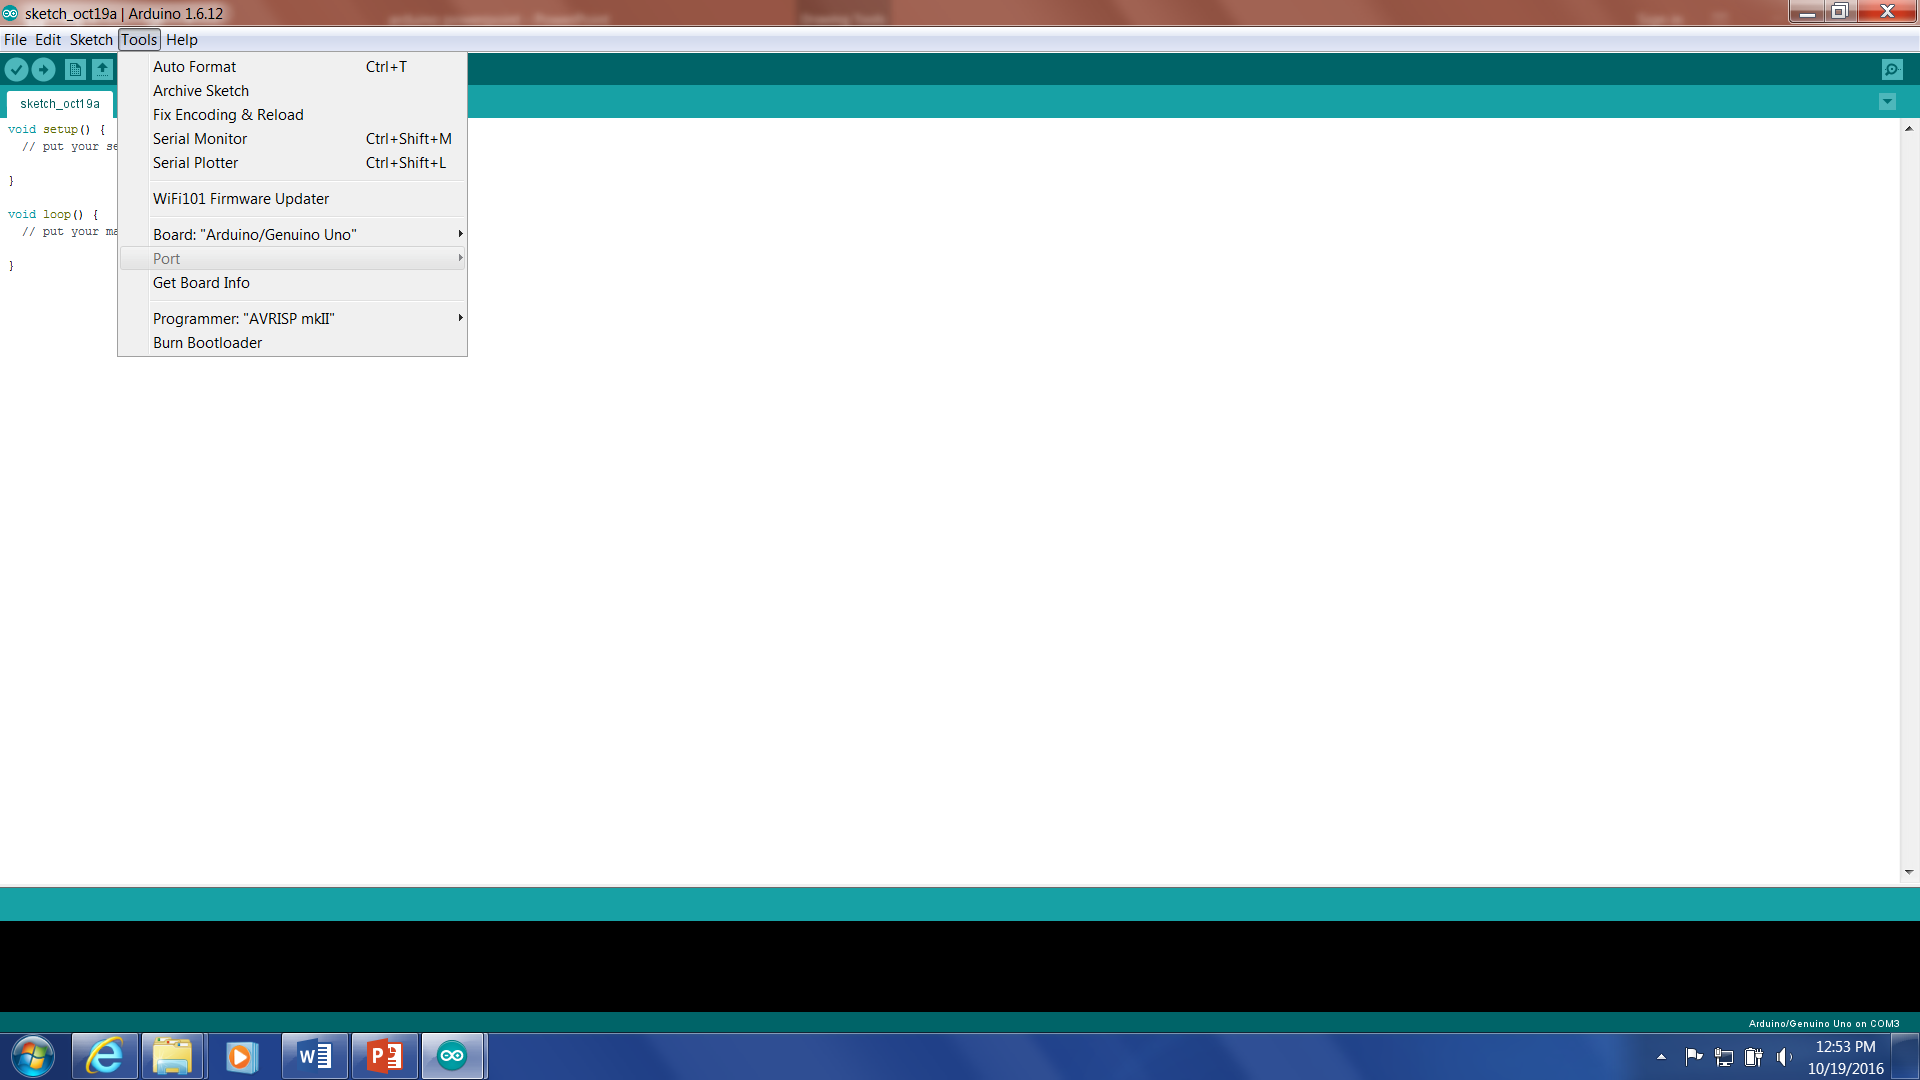 sketch_oct19a | Arduino 1.6.12
File Edit Sketch Tools Help
Auto Format Ctrl+T
Archive Sketch
Fix Encoding & Reload
Serial Monitor Ctrl+Shift+M
Serial Plotter Ctrl+Shift+L
WiFi101 Firmware Updater
Board: "Arduino/Genuino Uno"
Port
Get Board Info
Programmer: "AVRISP mkII"
Burn Bootloader
sketch_oct19a
void setup() {
// put your se
}
void loop() {
// put your ma
}
Arduino/Genuino Uno on COM3
12:53 PM
10/19/2016